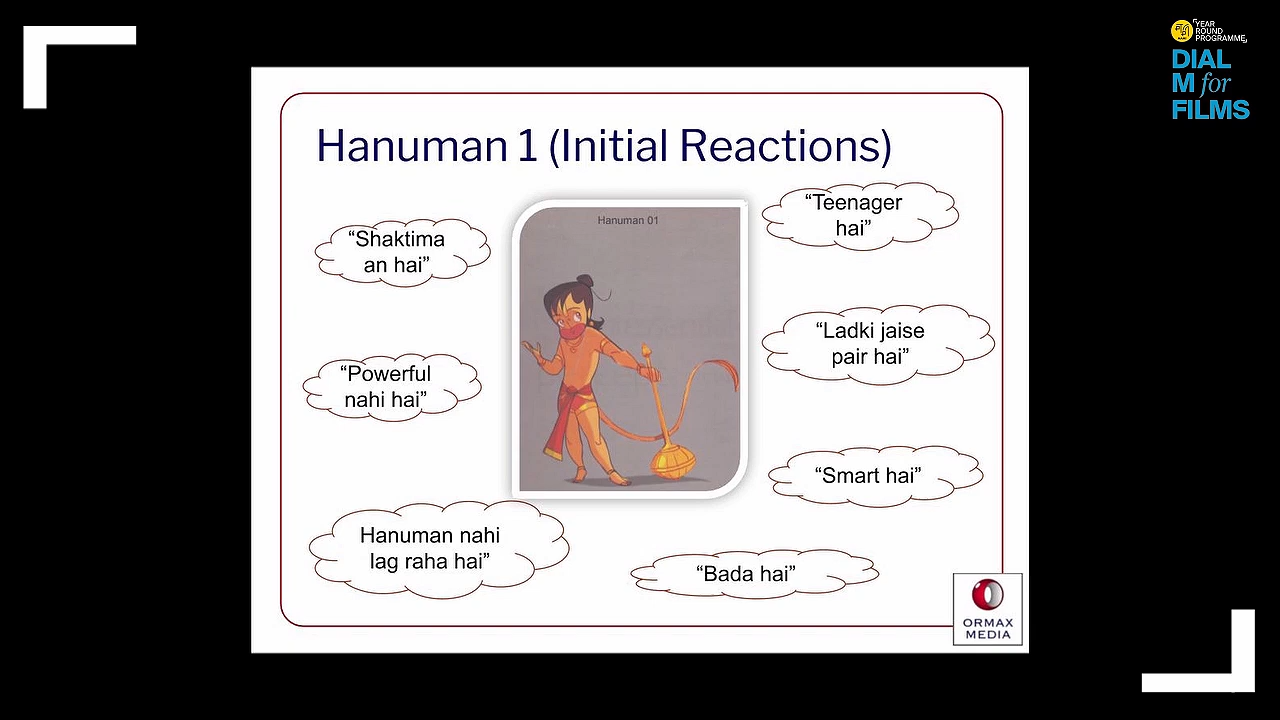 YEAR
ROUND
PROGRAMME
DIAL
M for
FILMS
Hanuman 1 (Initial Reactions)
Hanuman 01
“Shaktima
an hai”
“Teenager
hai”
“Powerful
nahi hai”
“Ladki jaise
pair hai”
“Smart hai”
Hanuman nahi
lag raha hai”
“Bada hai”
ORMAX
MEDIA